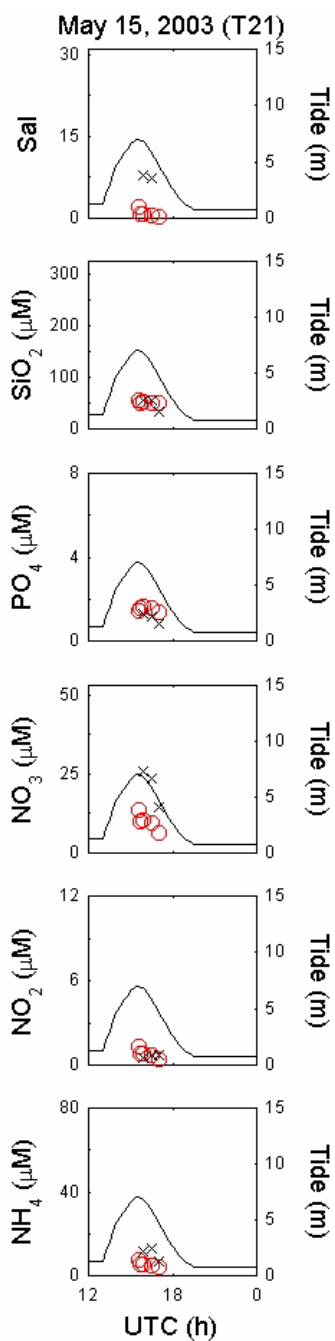 May 15, 2003 (T21)
30
15
0
Sal
15
10
5
0
Tide (m)
300
200
100
0
SiO₂ (μM)
15
10
5
0
Tide (m)
8
4
0
PO₄ (μM)
15
10
5
0
Tide (m)
50
25
0
NO₃ (μM)
15
10
5
0
Tide (m)
12
6
0
NO₂ (μM)
15
10
5
0
Tide (m)
80
40
0
NH₄ (μM)
15
10
5
0
Tide (m)
12 18 0
UTC (h)